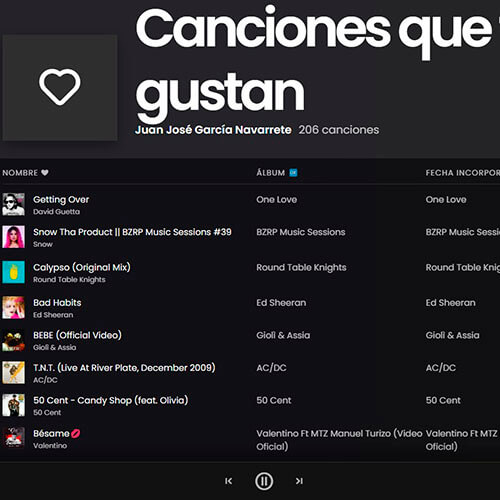 Canciones que
gustan
Juan José García Navarrete 206 canciones
NOMBRE ÁLBUM FECHA INCORPOR
Getting Over One Love One Love
David Guetta
Snow Tha Product || BZRP Music Sessions #39 BZRP Music Sessions BZRP Music
Snow
Calypso (Original Mix) Round Table Knights Round Table Kn
Round Table Knights
Bad Habits Ed Sheeran Ed Sheeran
Ed Sheeran
BEBE (Official Video) Giolì & Assia Giolì & Assia
Giolì & Assia
T.N.T. (Live At River Plate, December 2009) AC/DC AC/DC
AC/DC
50 Cent - Candy Shop (feat. Olivia) 50 Cent 50 Cent
50 Cent
Bésame💋 Valentino Ft MTZ Manuel Turizo (Video Valentino Ft MTZ
Valentino Oficial) Oficial)